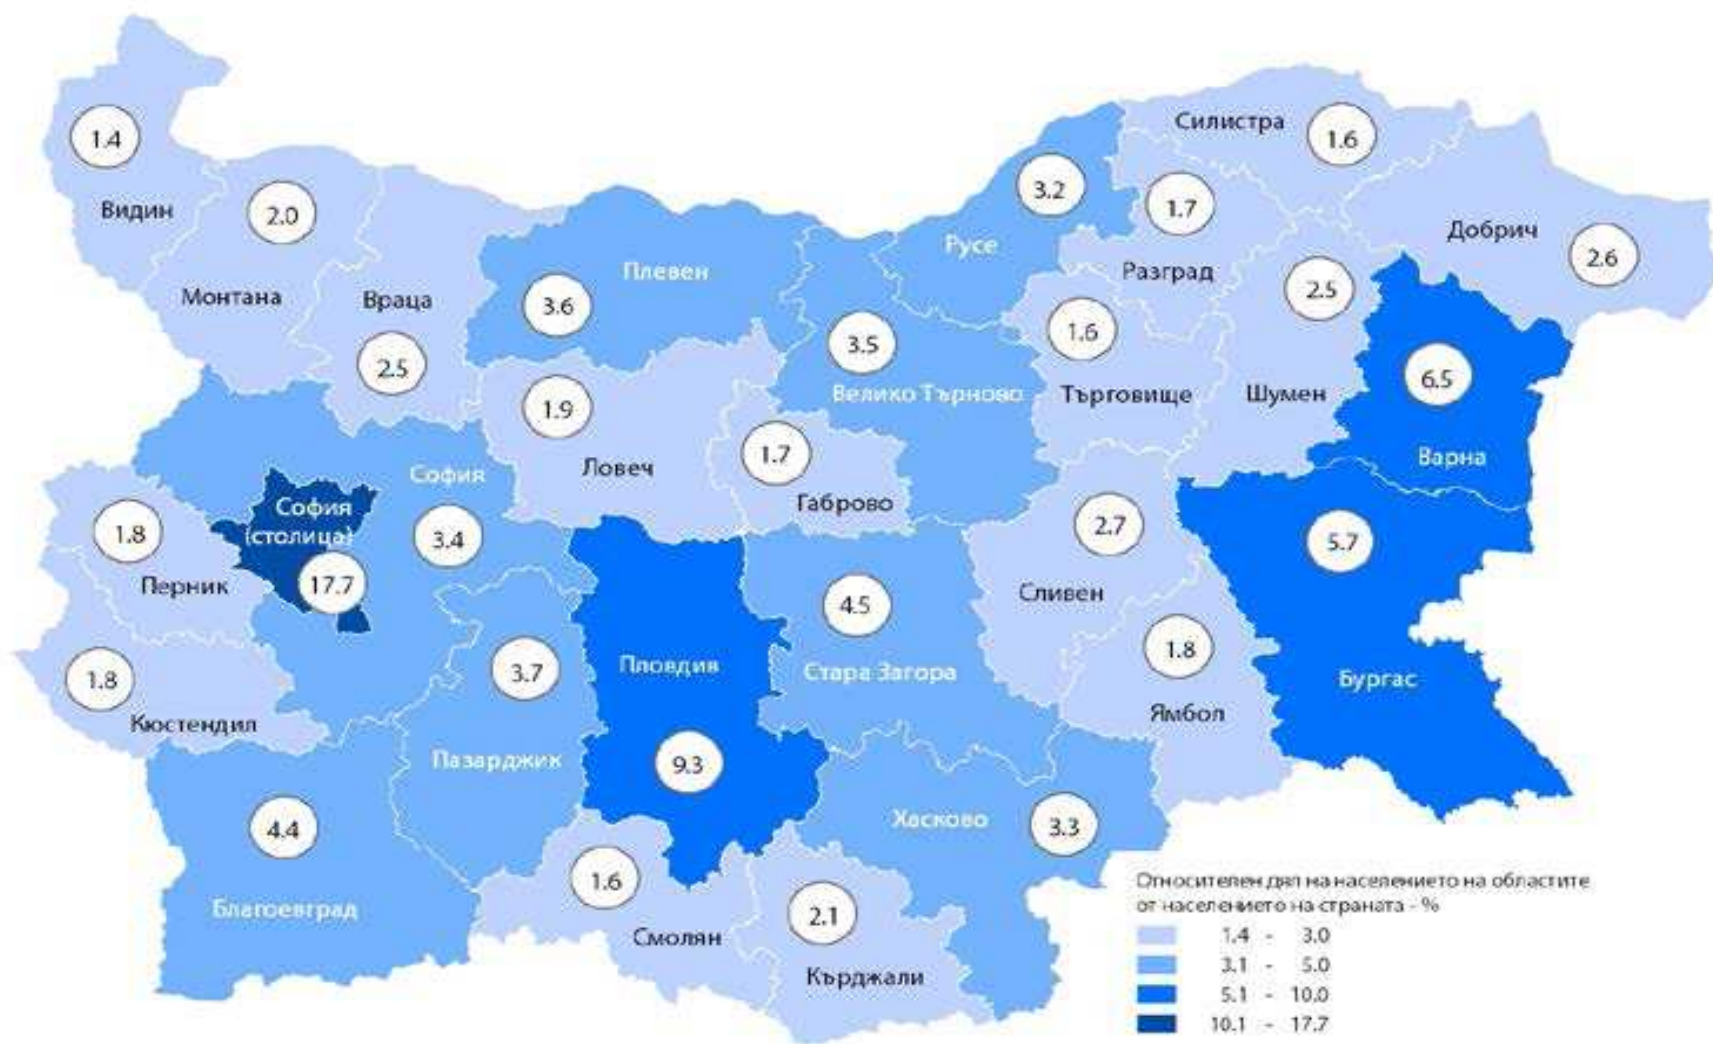 1.4
Видин
2.0
Монтана
Враца
2.5
Плевен
3.6
Русе
3.2
Силистра
1.6
1.7
Разград
Добрич
2.6
2.5
Шумен
1.6
Търговище
3.5
Велико Търново
6.5
Варна
1.9
Ловеч
1.7
Габрово
София
3.4
София
(столица)
17.7
1.8
Перник
1.8
Кюстендил
3.7
Пазарджик
Пловдив
9.3
4.5
Стара Загора
2.7
Сливен
1.8
Ямбол
5.7
Бургас
4.4
Благоевград
1.6
Смолян
2.1
Кърджали
Хасково
3.3
Относителен дял на населението на областите
от населението на страната - %
1.4 - 3.0
3.1 - 5.0
5.1 - 10.0
10.1 - 17.7